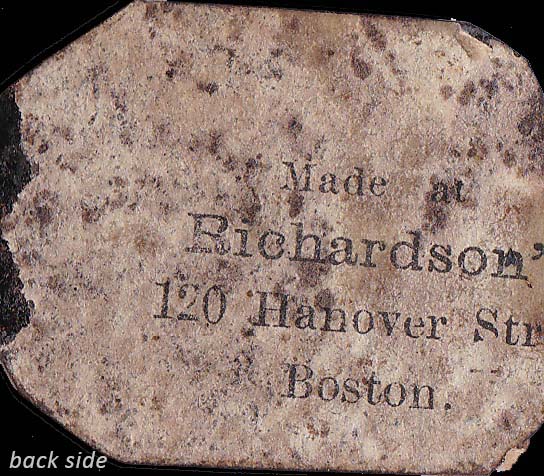 Made at
Richardson'
120 Hanover Str
Boston.
back side